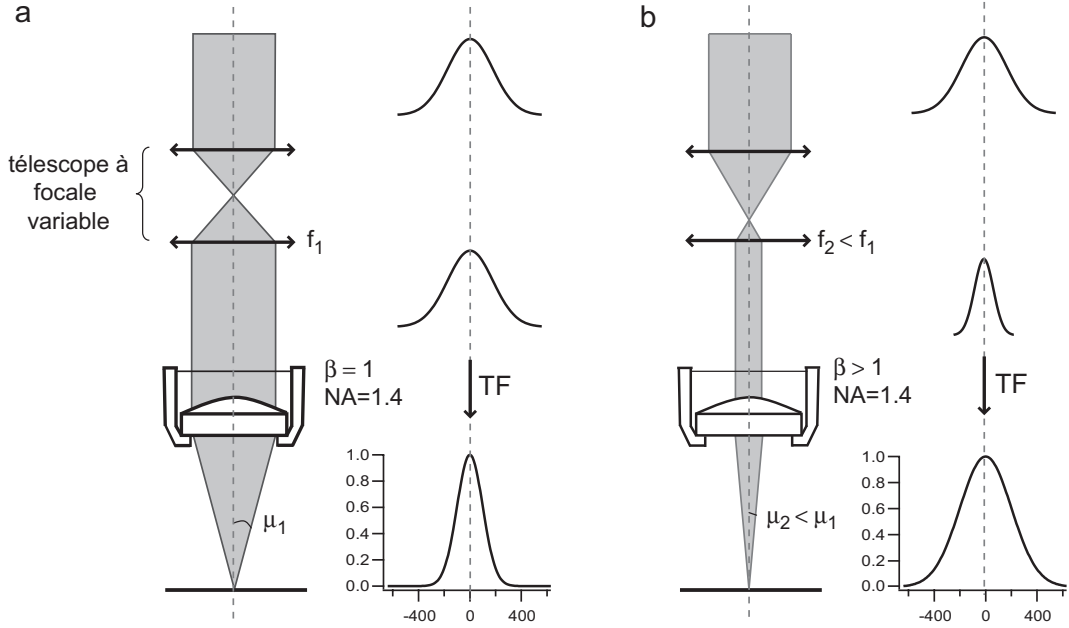 a
télescope à
focale
variable
f1
β = 1
NA=1.4
TF
μ1
1.0
0.8
0.6
0.4
0.2
0.0
-400
0
400
b
f2 < f1
β > 1
NA=1.4
TF
μ2 < μ1
1.0
0.8
0.6
0.4
0.2
0.0
-400
0
400